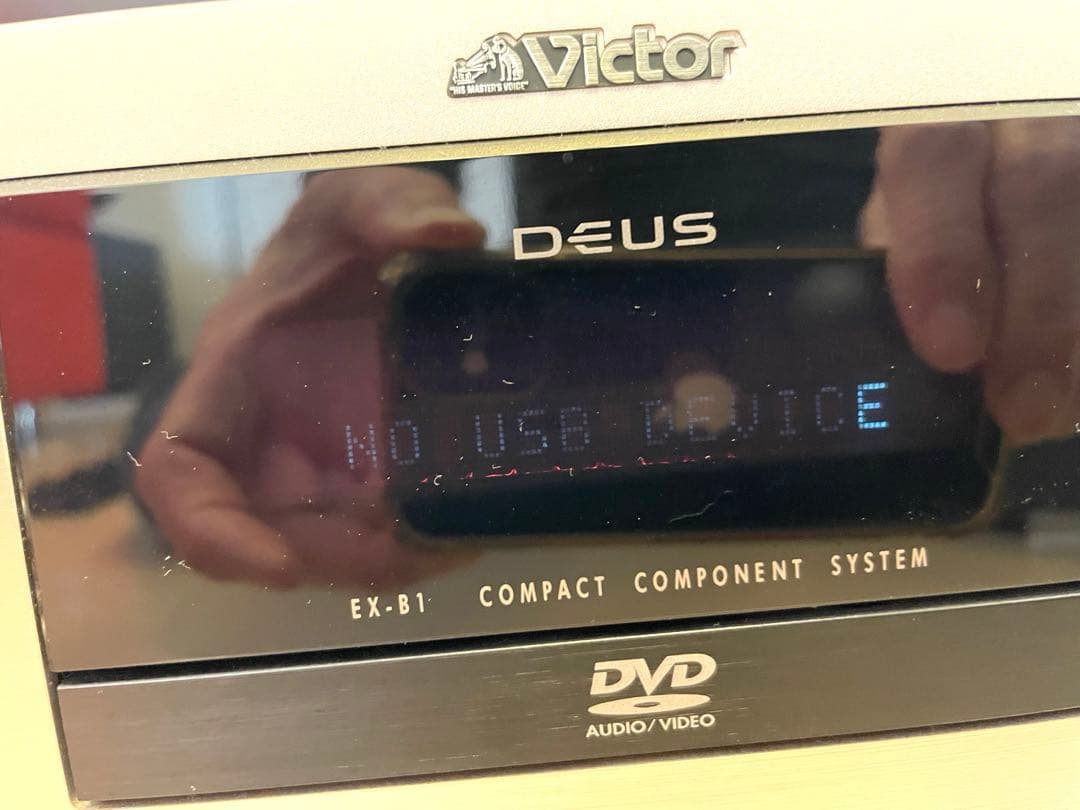 "HIS MASTER'S VOICE" Victor
DEUS
NO USB DEVICE
EX-B1 COMPACT COMPONENT SYSTEM
DVD
AUDIO/VIDEO